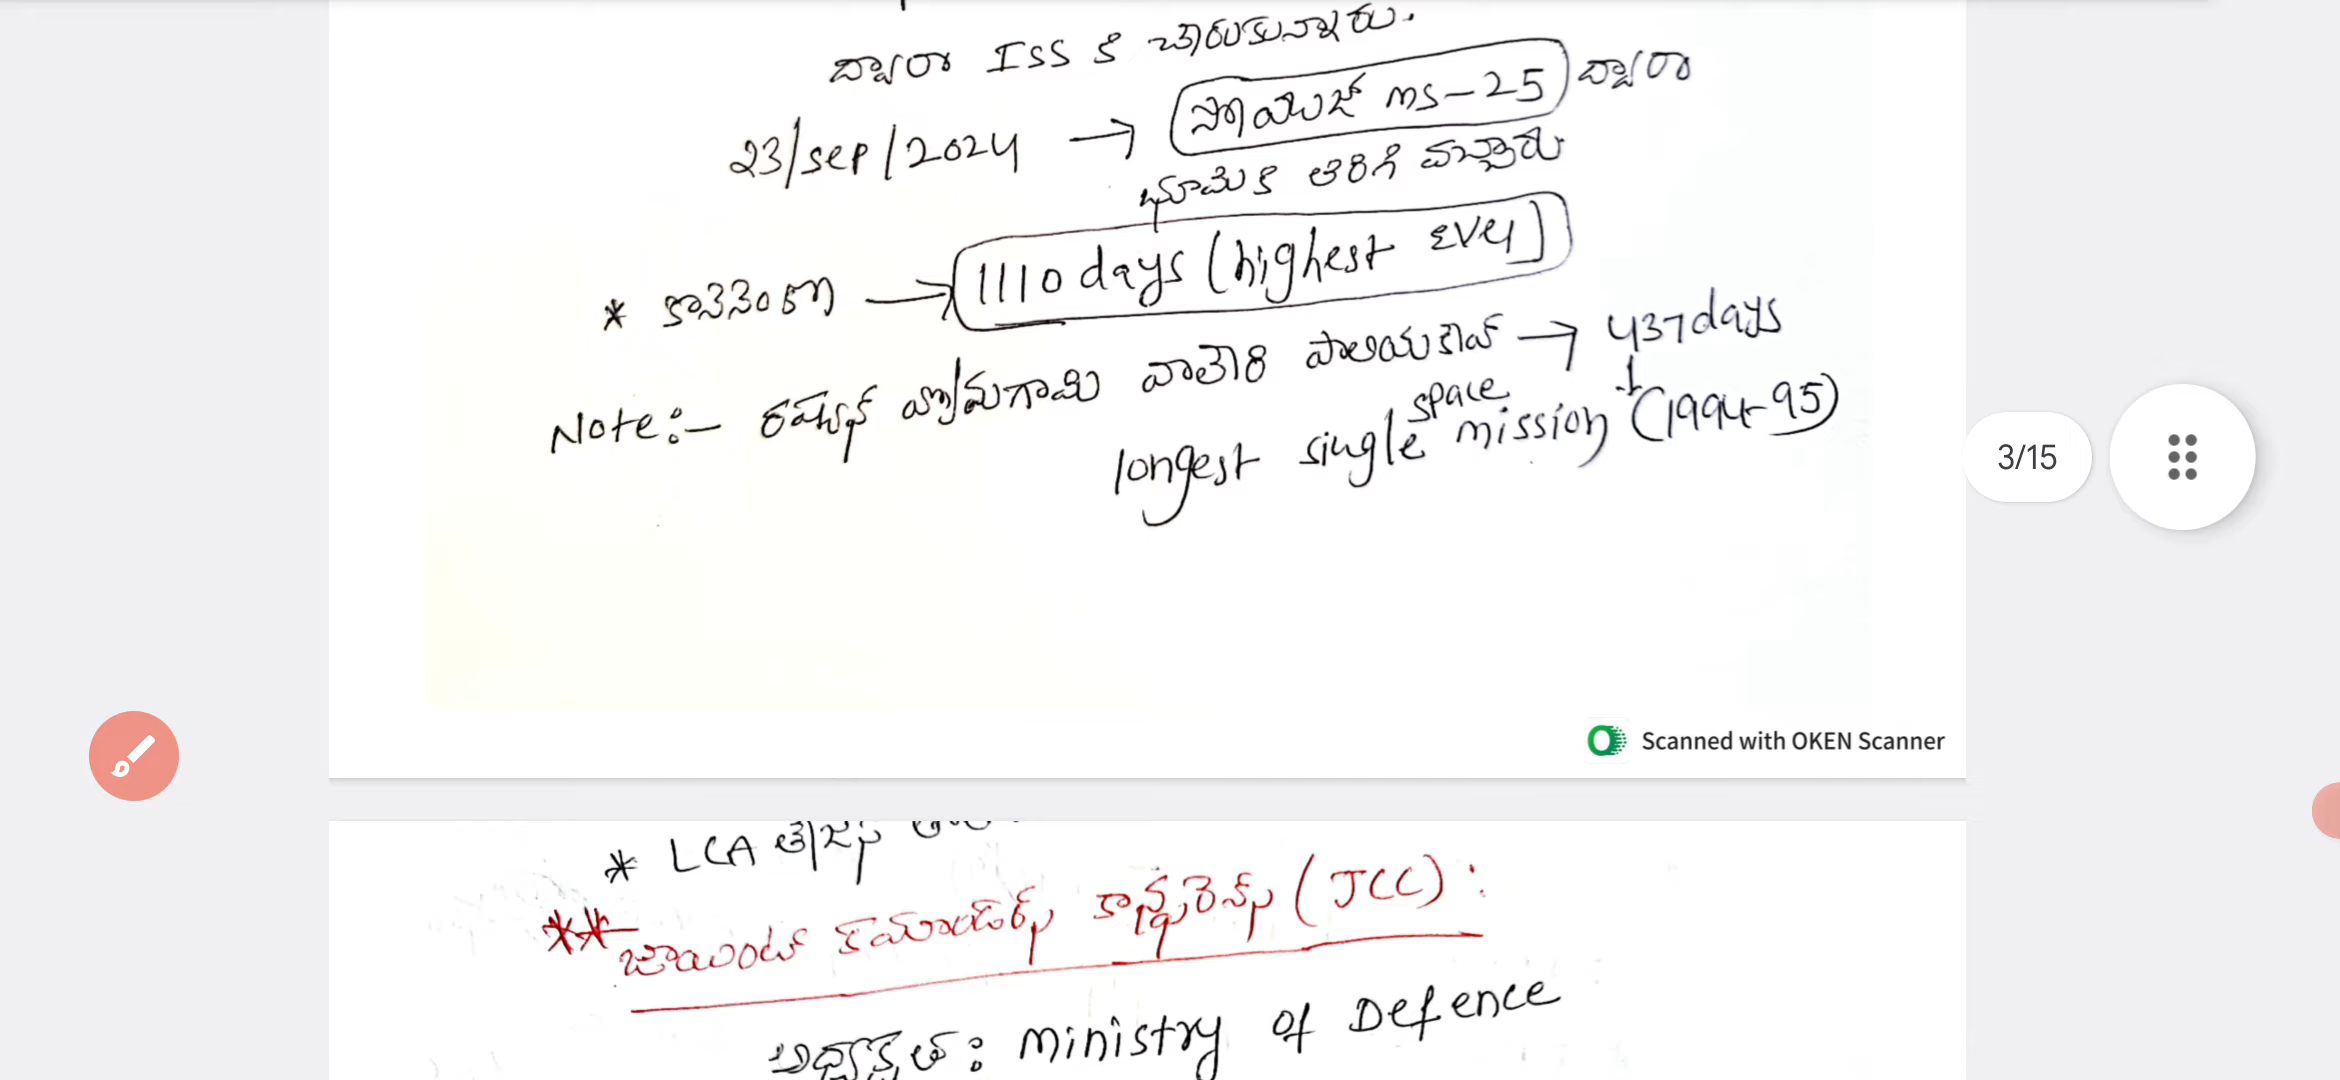 ద్వారా ISS కి చేరుకున్నారు.
23/sep/2024 → సోయుజ్ MS-25 ద్వారా
భూమికి తిరిగి వచ్చారు
* కొనొనెంకో → 1110 days (highest ever)
Note:- రష్యన్ వ్యోమగామి వాలెరి పాలియకోవ్ → 437days
longest single space mission (1994-95)
3/15
Scanned with OKEN Scanner
* LCA తేజస్
** జాయింట్ కమాండర్స్ కాన్ఫరెన్స్ (JCC):
అధ్యక్షత: ministry of Defence